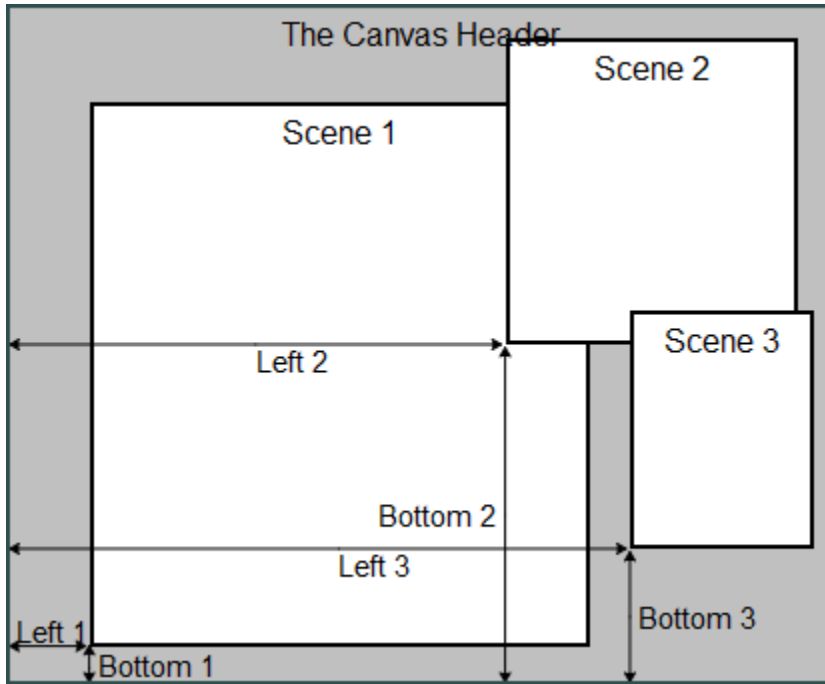 The Canvas Header
Scene 2
Scene 1
Scene 3
Left 2
Bottom 2
Left 3
Bottom 3
Left 1
Bottom 1